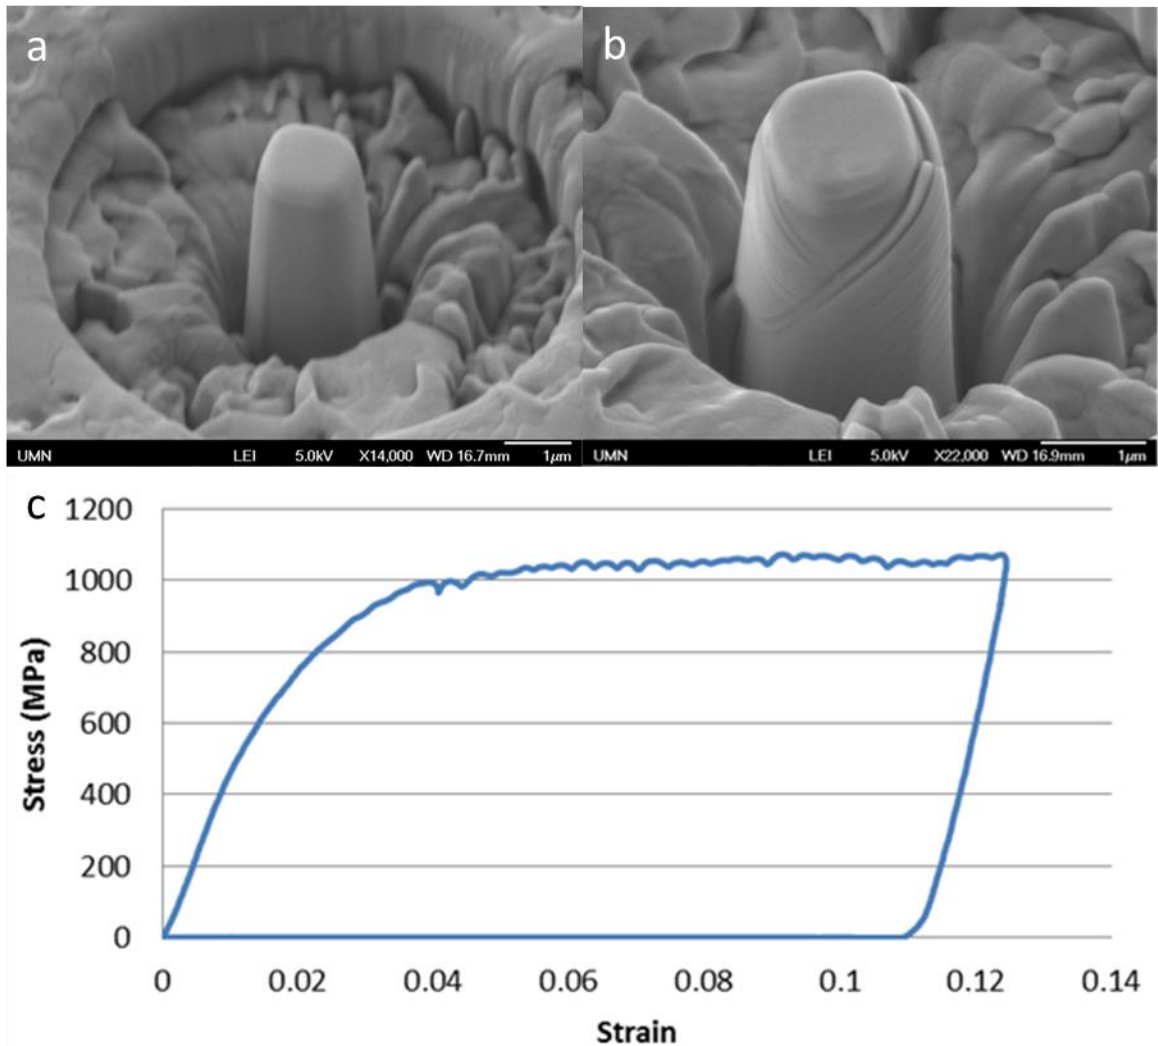 a
b
UMN LEI 5.0kV X14,000 WD 16.7mm 1μm
UMN LEI 5.0kV X22,000 WD 16.9mm 1μm
c
1200
1000
800
600
400
200
0
Stress (MPa)
0 0.02 0.04 0.06 0.08 0.1 0.12 0.14
Strain